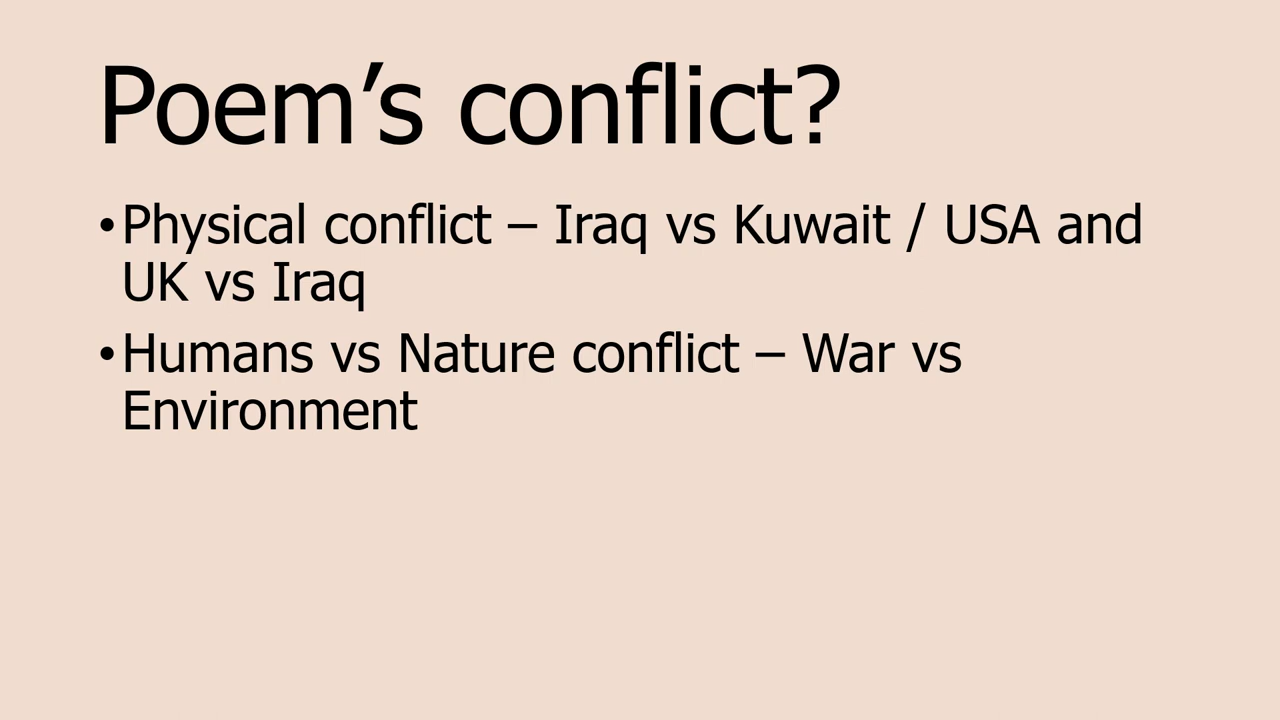 Poem’s conflict?
•Physical conflict – Iraq vs Kuwait / USA and
UK vs Iraq
•Humans vs Nature conflict – War vs
Environment